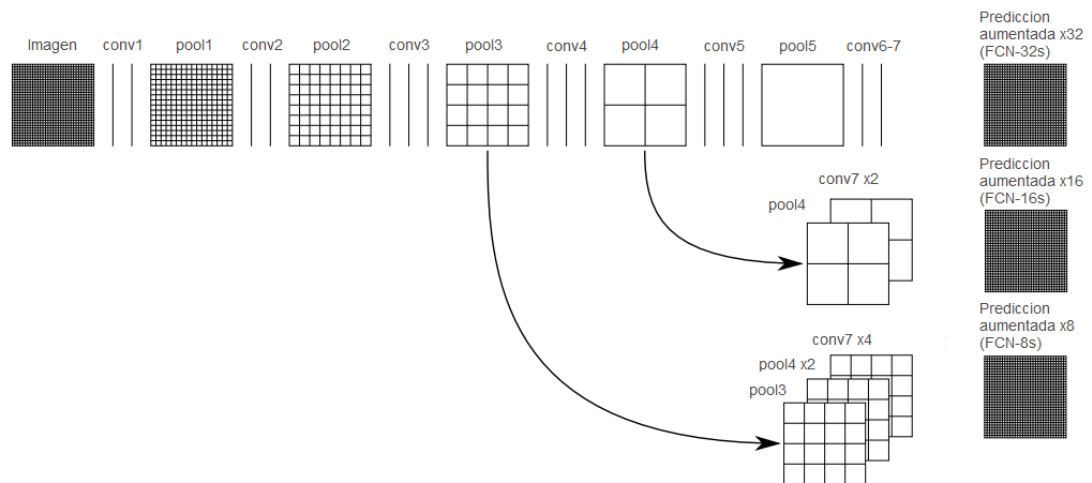 Imagen
conv1
pool1
conv2
pool2
conv3
pool3
conv4
pool4
conv5
pool5
conv6-7
Prediccion
aumentada x32
(FCN-32s)
conv7 x2
pool4
Prediccion
aumentada x16
(FCN-16s)
conv7 x4
pool4 x2
pool3
Prediccion
aumentada x8
(FCN-8s)